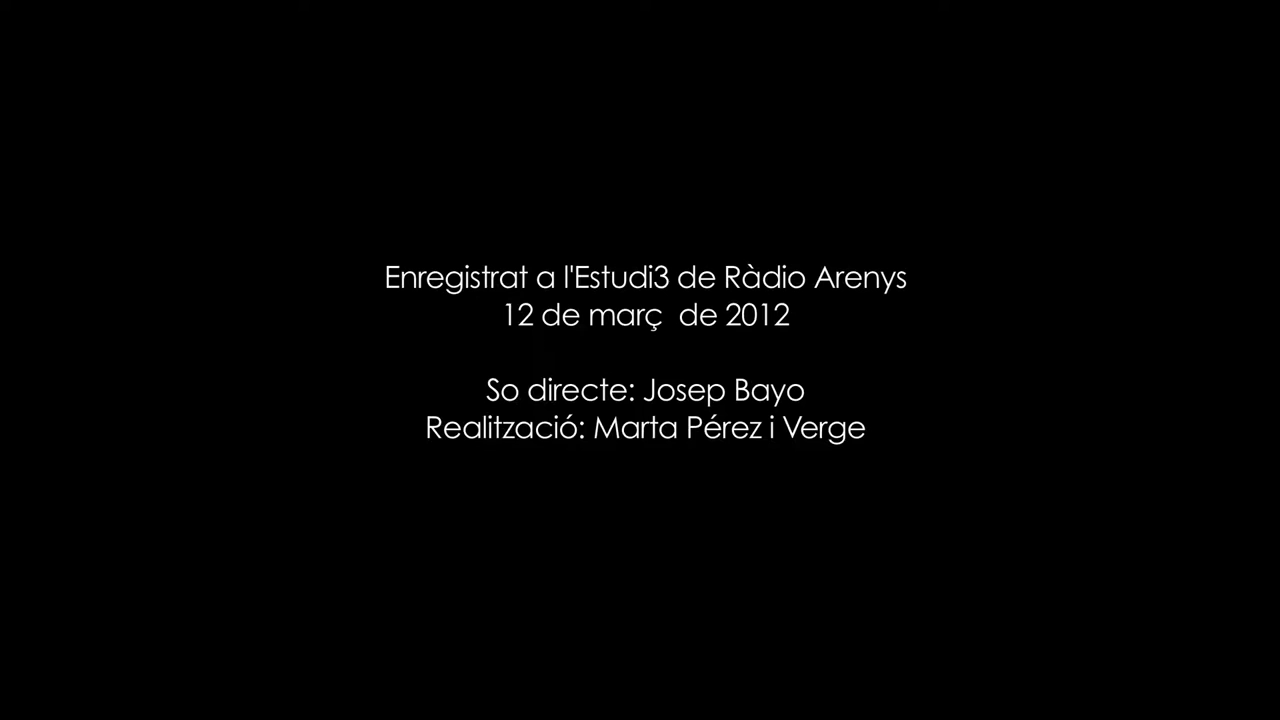 Enregistrat a l'Estudi3 de Ràdio Arenys
12 de març  de 2012
So directe: Josep Bayo
Realització: Marta Pérez i Verge